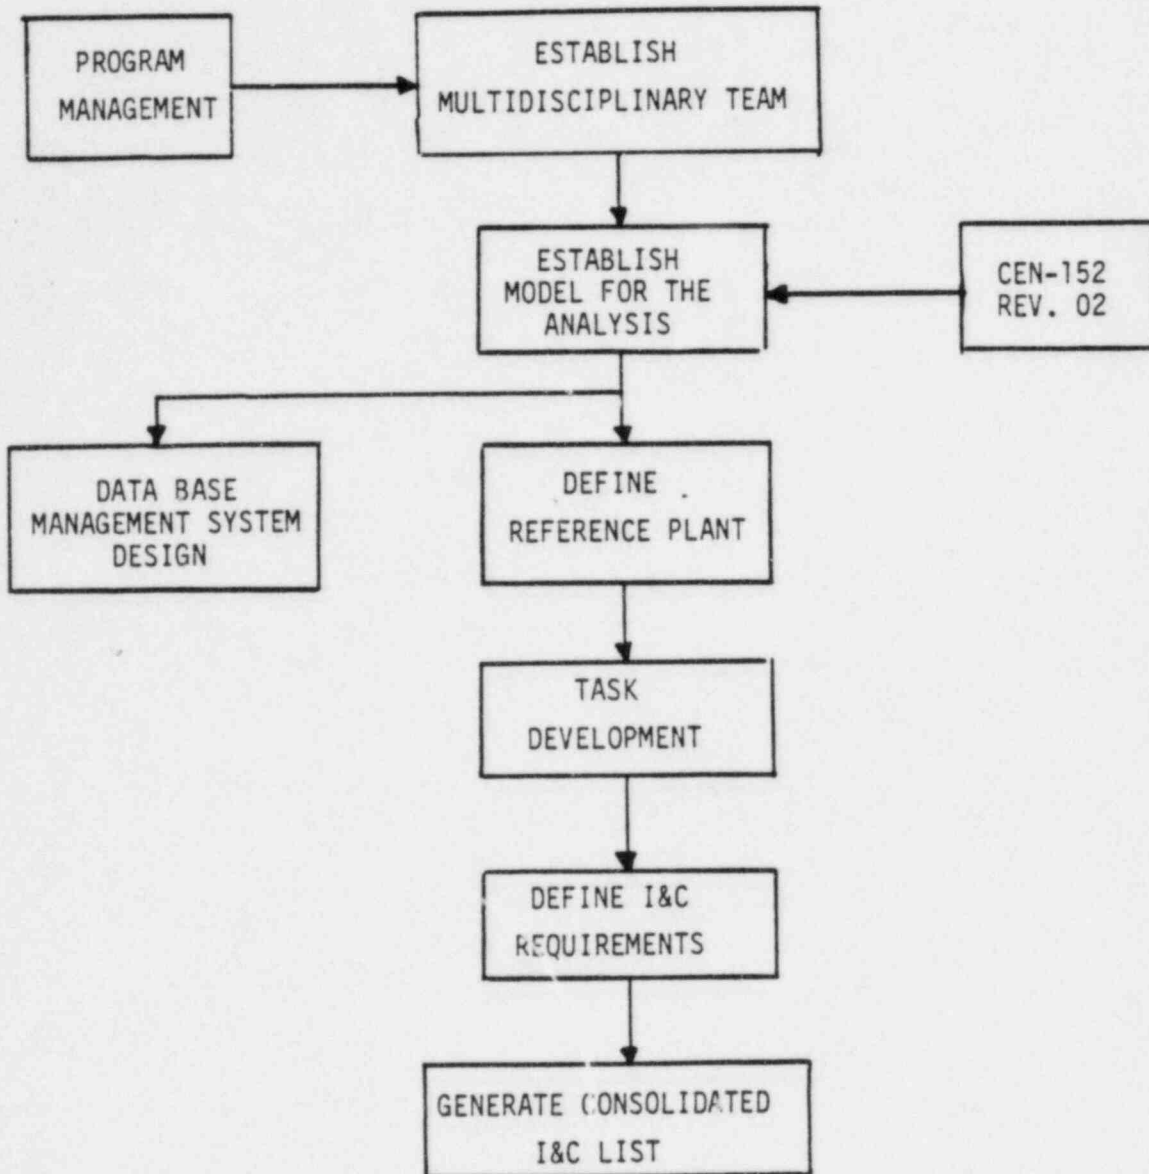 PROGRAM
MANAGEMENT
ESTABLISH
MULTIDISCIPLINARY TEAM
ESTABLISH
MODEL FOR THE
ANALYSIS
CEN-152
REV. 02
DATA BASE
MANAGEMENT SYSTEM
DESIGN
DEFINE
REFERENCE PLANT
TASK
DEVELOPMENT
DEFINE I&C
REQUIREMENTS
GENERATE CONSOLIDATED
I&C LIST